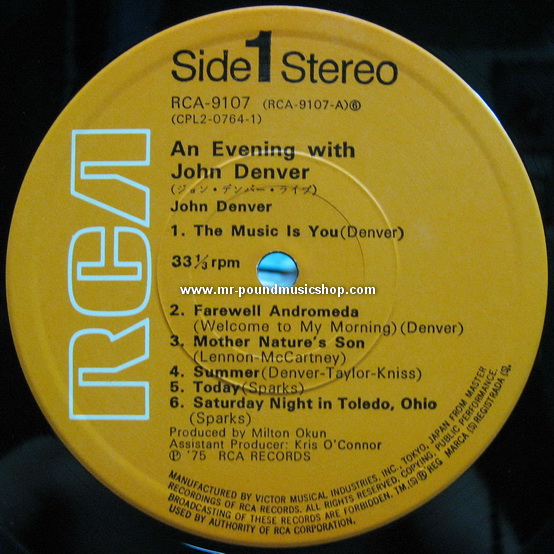 Side 1 Stereo
RCA-9107 (RCA-9107-A)⑥
(CPL2-0764-1)
An Evening with
John Denver
(ジョン・デンバー・ライブ)
John Denver
1. The Music Is You(Denver)
33⅓ rpm
www.mr-poundmusicshop.com
2. Farewell Andromeda
(Welcome to My Morning)(Denver)
3. Mother Nature's Son
(Lennon-McCartney)
4. Summer(Denver-Taylor-Kniss)
5. Today(Sparks)
6. Saturday Night in Toledo, Ohio
(Sparks)
Produced by Milton Okun
Assistant Producer: Kris O'Connor
Ⓟ '75 RCA RECORDS
RCA
MANUFACTURED BY VICTOR MUSICAL INDUSTRIES, INC., TOKYO, JAPAN FROM MASTER
RECORDINGS OF RCA RECORDS. ALL RIGHTS RESERVED. COPYING, PUBLIC PERFORMANCE,
BROADCASTING OF THESE RECORDS ARE FORBIDDEN. TM.(S)® REG MARCA (S) REGISTRADA (S).
USED BY AUTHORITY OF RCA CORPORATION.